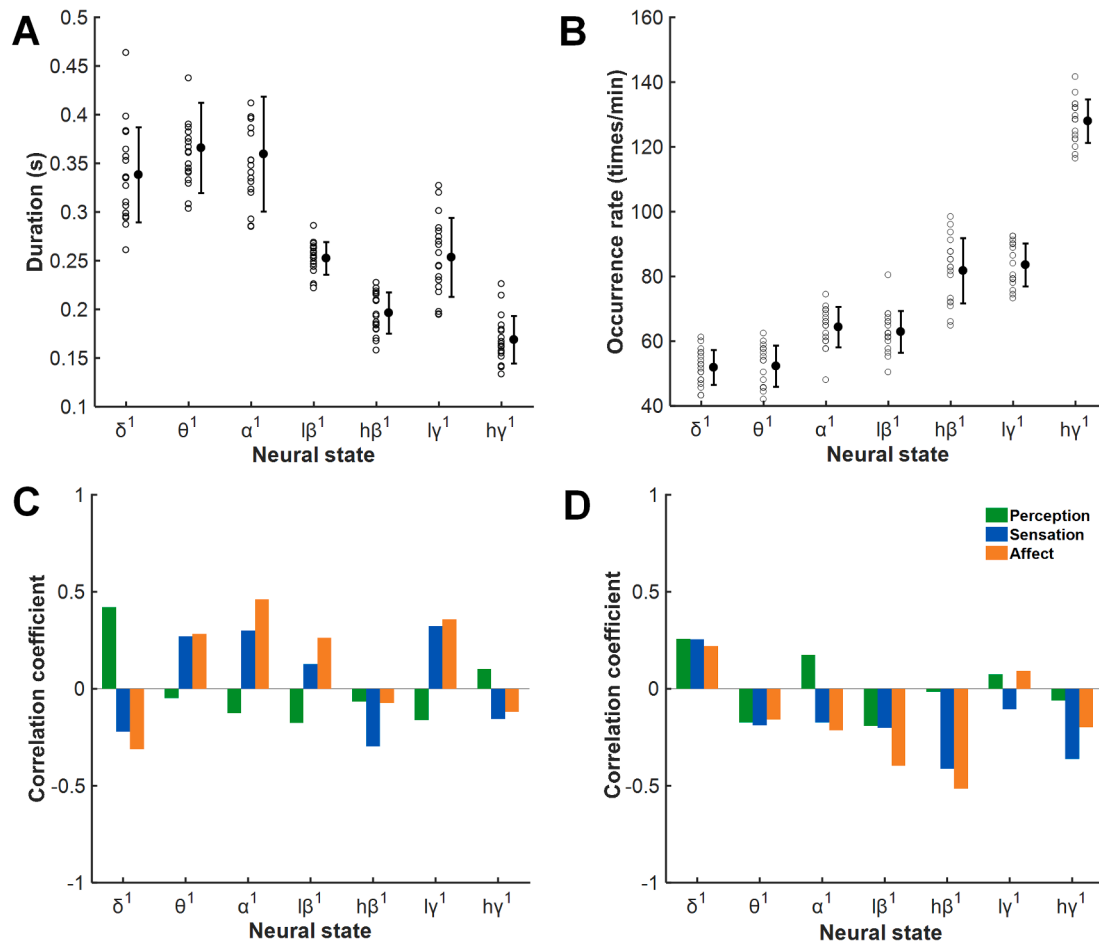 A
Duration (s)
0.5
0.45
0.4
0.35
0.3
0.25
0.2
0.15
0.1
δ¹ θ¹ α¹ lβ¹ hβ¹ lγ¹ hγ¹
Neural state
B
Occurrence rate (times/min)
160
140
120
100
80
60
40
δ¹ θ¹ α¹ lβ¹ hβ¹ lγ¹ hγ¹
Neural state
C
Correlation coefficient
1
0.5
0
-0.5
-1
δ¹ θ¹ α¹ lβ¹ hβ¹ lγ¹ hγ¹
Neural state
D
Correlation coefficient
1
0.5
0
-0.5
-1
Perception
Sensation
Affect
δ¹ θ¹ α¹ lβ¹ hβ¹ lγ¹ hγ¹
Neural state